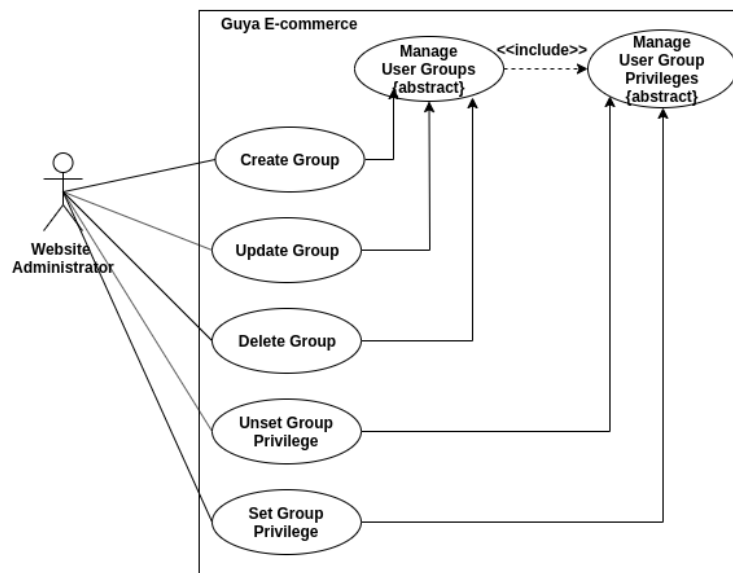 Guya E-commerce
Manage
User Groups
{abstract}
<<include>>
Manage
User Group
Privileges
{abstract}
Create Group
Website
Administrator
Update Group
Delete Group
Unset Group
Privilege
Set Group
Privilege